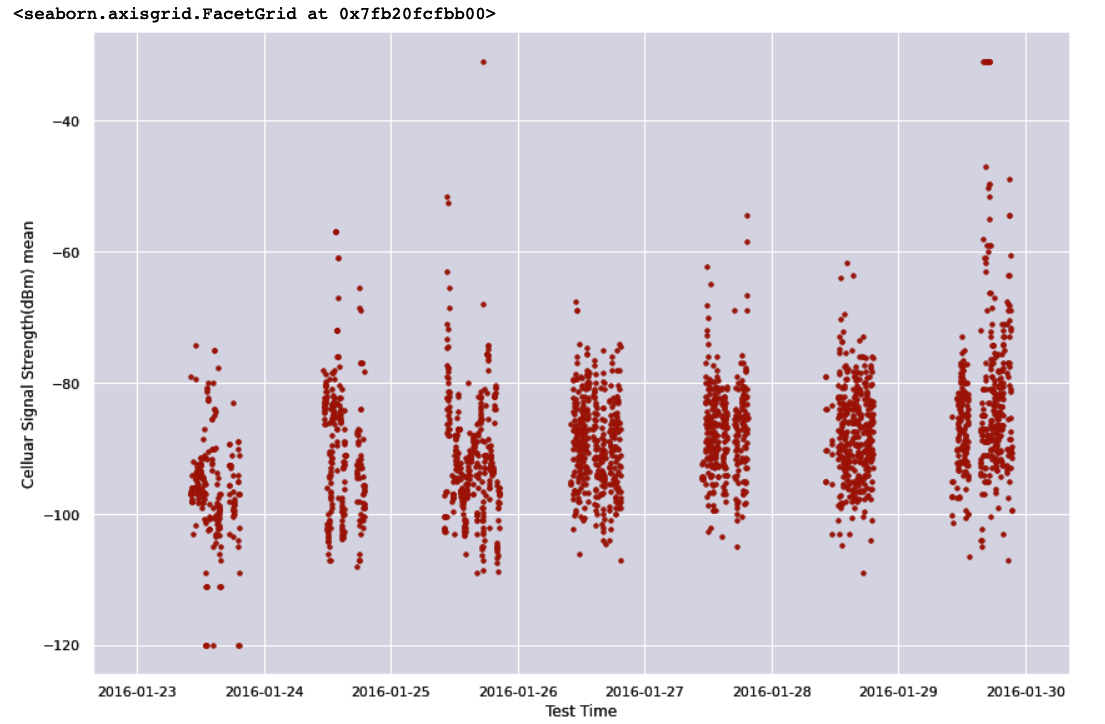 <seaborn.axisgrid.FacetGrid at 0x7fb20fcfbb00>
−40
−60
−80
−100
−120
Celluar Signal Strength(dBm) mean
2016-01-23 2016-01-24 2016-01-25 2016-01-26 2016-01-27 2016-01-28 2016-01-29 2016-01-30
Test Time